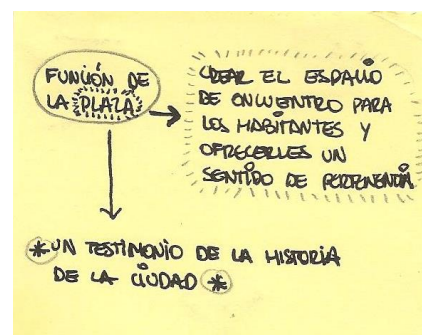 FUNCIÓN DE
LA PLAZA
CREAR EL ESPACIO
DE ENCUENTRO PARA
LOS HABITANTES Y
OFRECERLES UN
SENTIDO DE PERTENENCIA
*UN TESTIMONIO DE LA HISTORIA
DE LA CIUDAD *